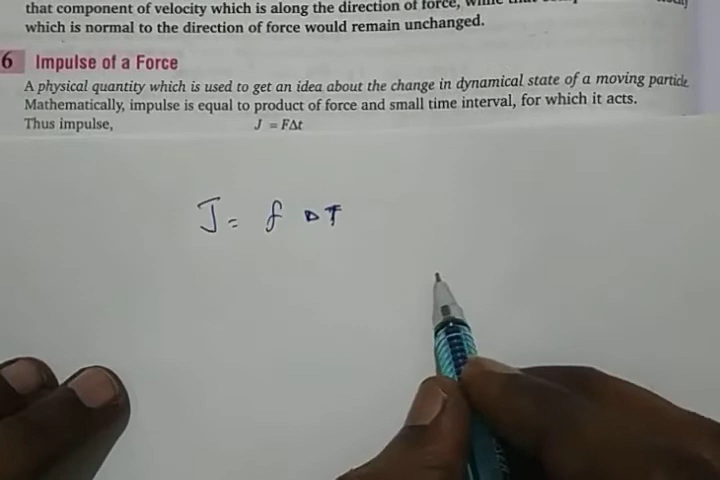 that component of velocity which is along the direction of force,
which is normal to the direction of force would remain unchanged.
6 Impulse of a Force
A physical quantity which is used to get an idea about the change in dynamical state of a moving particle.
Mathematically, impulse is equal to product of force and small time interval, for which it acts.
Thus impulse, J = FΔt
J = f ΔT